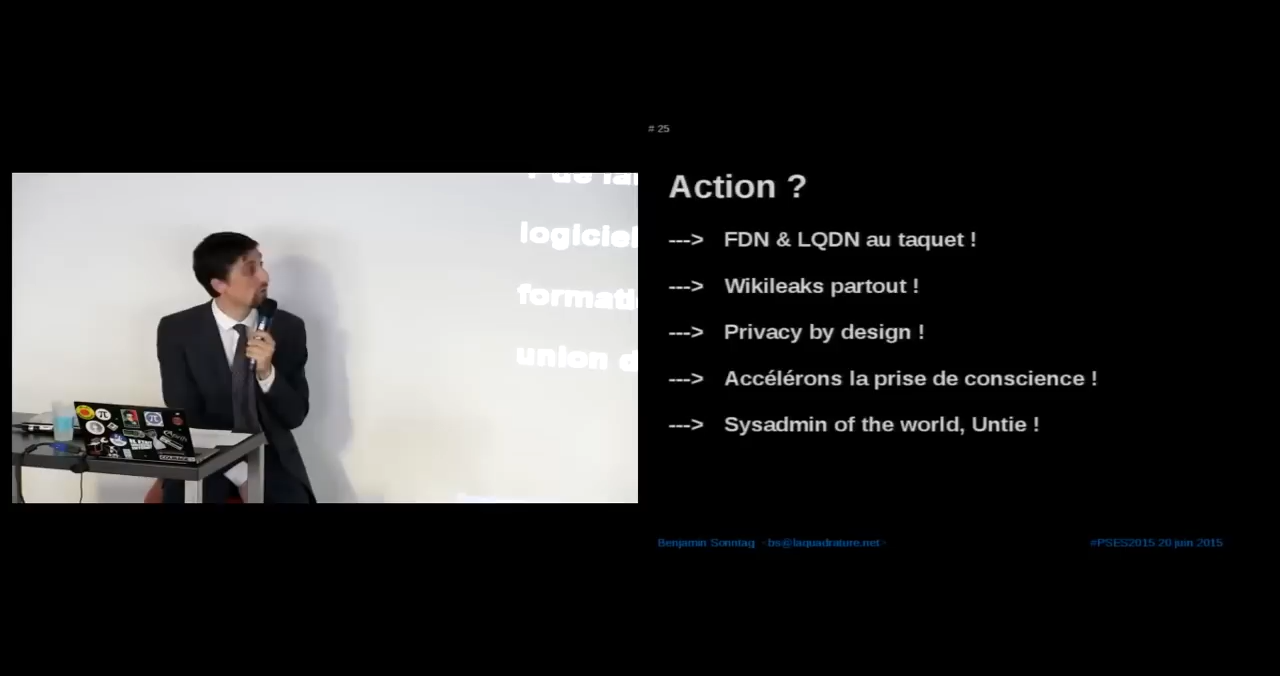 # 25
Action ?
---> FDN & LQDN au taquet !
---> Wikileaks partout !
---> Privacy by design !
---> Accélérons la prise de conscience !
---> Sysadmin of the world, Untie !
logiciel
formati
union d
Benjamin Sonntag <bs@laquadrature.net>
#PSES2015 20 juin 2015